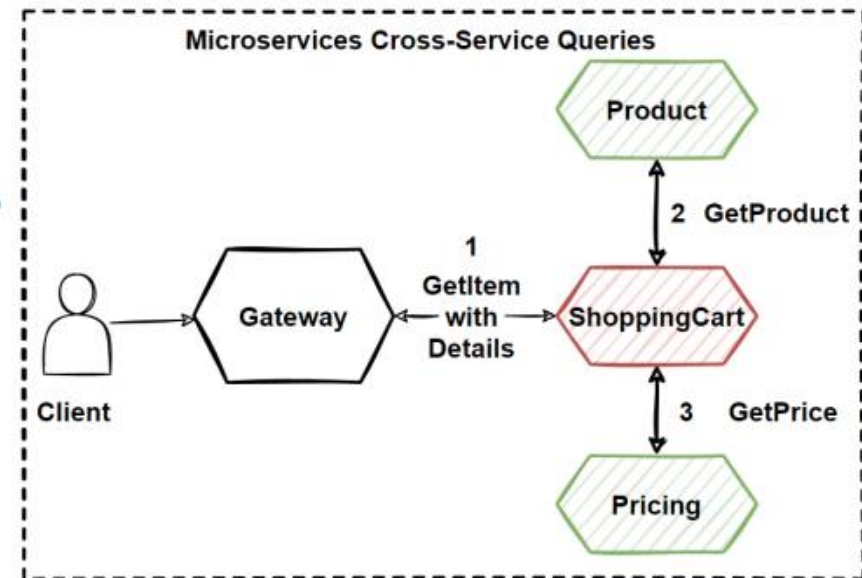 Microservices Cross-Service Queries
Product
2 GetProduct
1
GetItem
with
Details
Gateway
ShoppingCart
Client
3 GetPrice
Pricing